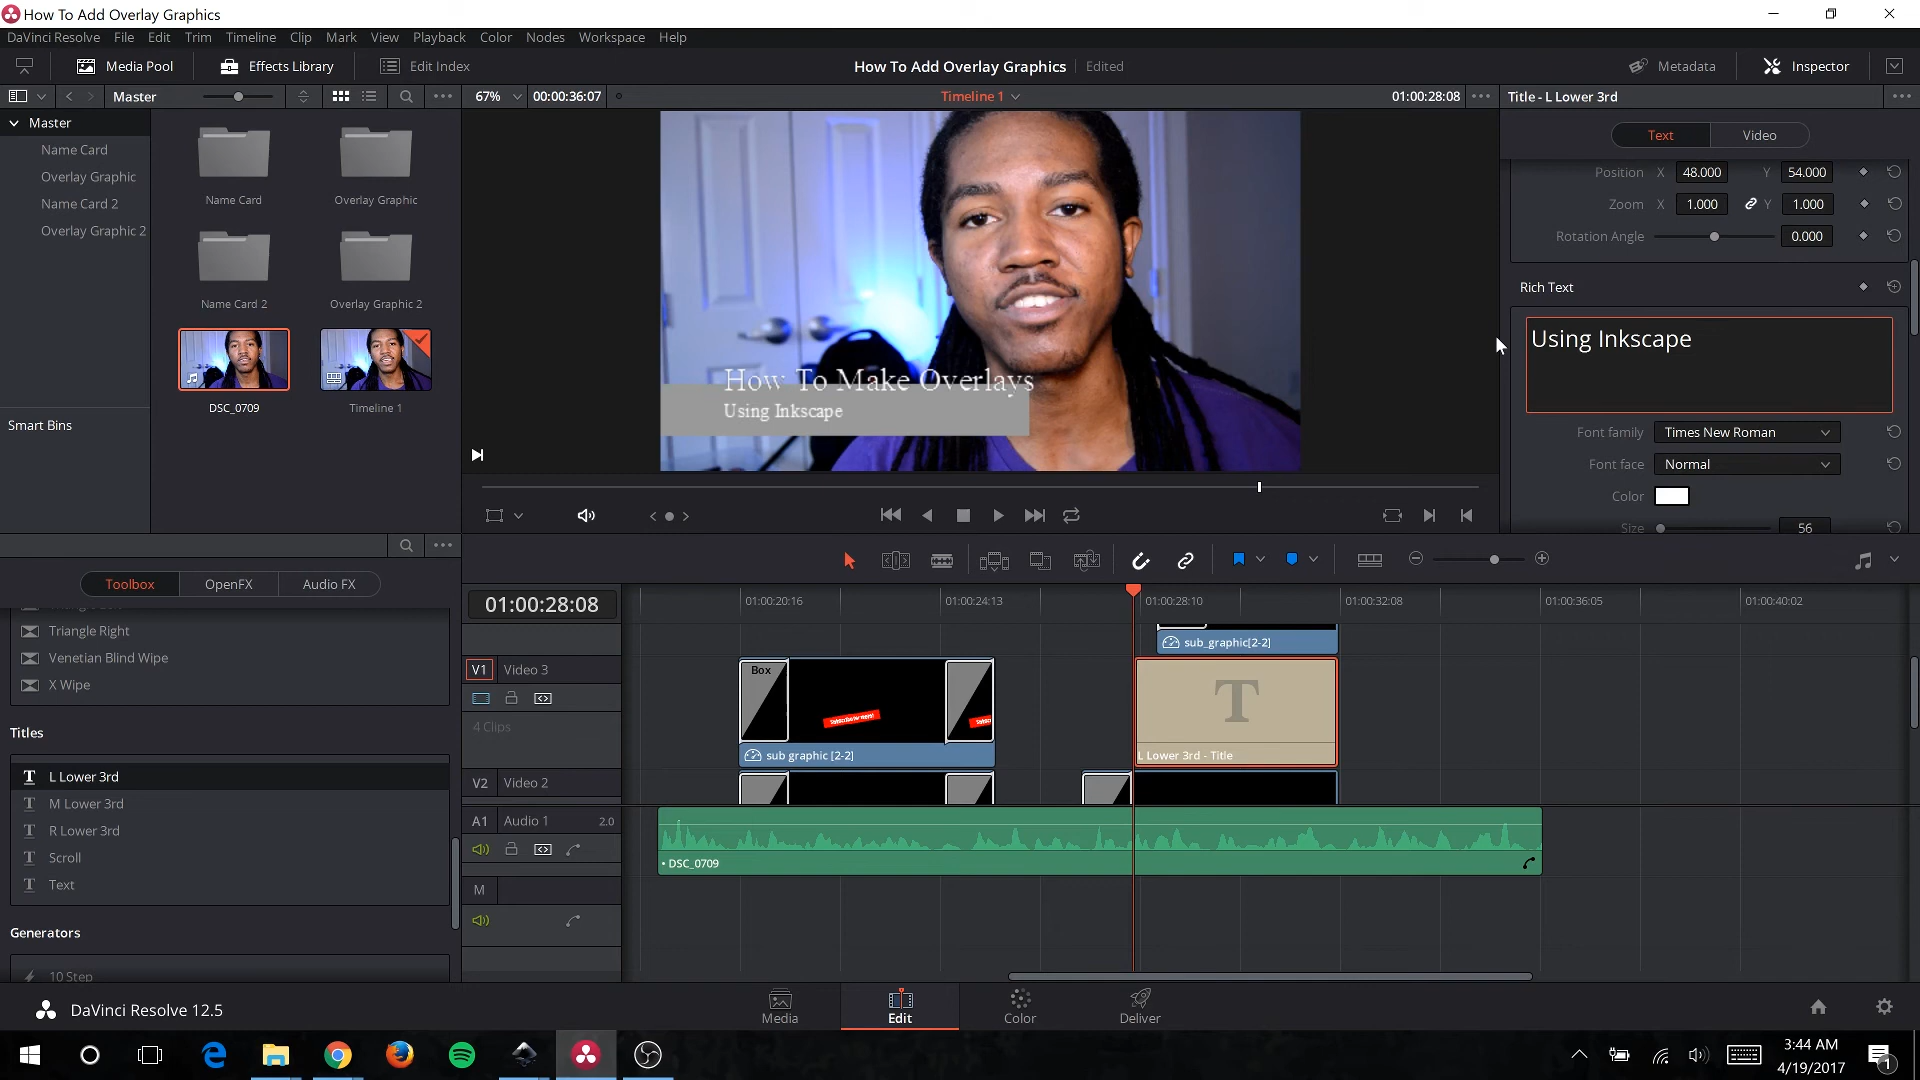 How To Add Overlay Graphics
DaVinci Resolve File Edit Trim Timeline Clip Mark View Playback Color Nodes Workspace Help
Media Pool Effects Library Edit Index How To Add Overlay Graphics Edited Metadata Inspector
Master 67% 00:00:36:07 Timeline 1 01:00:28:08 Title - L Lower 3rd
Master
Name Card
Overlay Graphic
Name Card 2
Overlay Graphic 2
Smart Bins
Name Card Overlay Graphic
Name Card 2 Overlay Graphic 2
DSC_0709 Timeline 1
How To Make Overlays
Using Inkscape
Text Video
Position X 48.000 Y 54.000
Zoom X 1.000 Y 1.000
Rotation Angle 0.000
Rich Text
Using Inkscape
Font family Times New Roman
Font face Normal
Color
Size 56
Toolbox OpenFX Audio FX
Triangle Right
Venetian Blind Wipe
X Wipe
Titles
L Lower 3rd
M Lower 3rd
R Lower 3rd
Scroll
Text
Generators
10 Step
01:00:28:08 01:00:20:16 01:00:24:13 01:00:28:10 01:00:32:08 01:00:36:05 01:00:40:02
sub_graphic[2-2]
V1 Video 3
4 Clips
Box
sub graphic [2-2]
T
L Lower 3rd - Title
V2 Video 2
A1 Audio 1 2.0
• DSC_0709
M
DaVinci Resolve 12.5
Media Edit Color Deliver
3:44 AM
4/19/2017
1